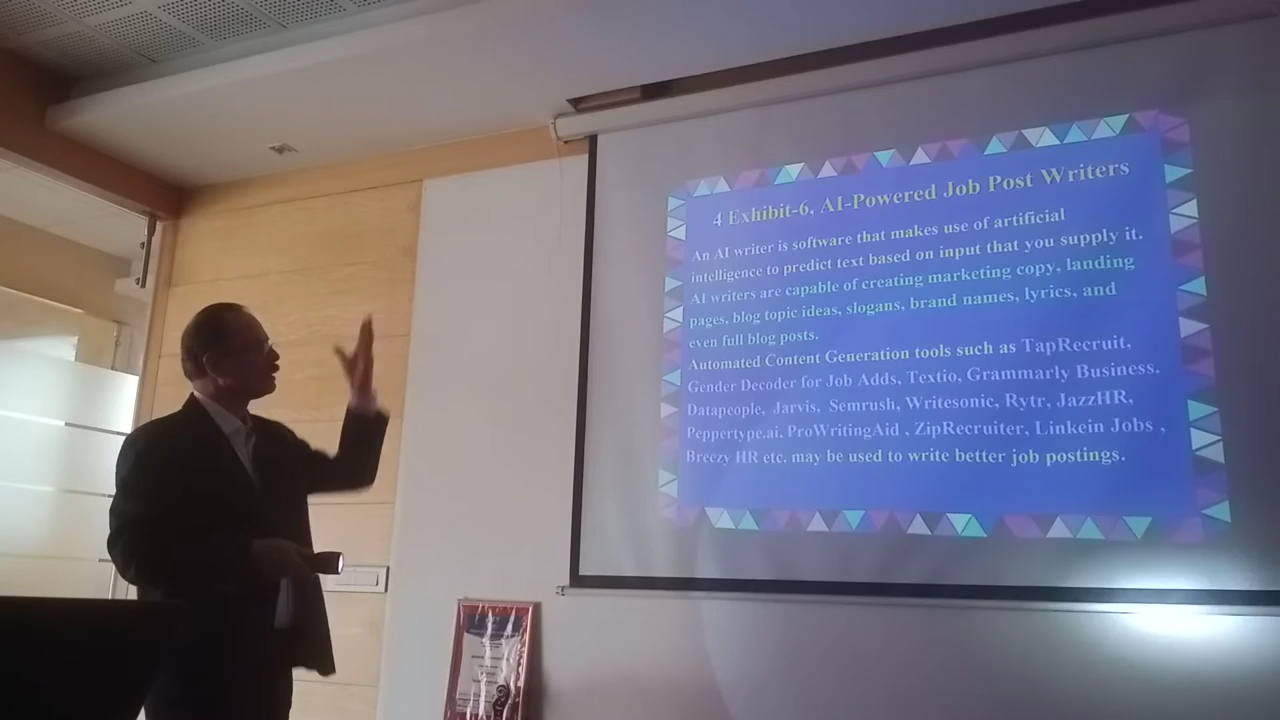 4 Exhibit-6, AI-Powered Job Post Writers
An AI writer is software that makes use of artificial
intelligence to predict text based on input that you supply it.
AI writers are capable of creating marketing copy, landing
pages, blog topic ideas, slogans, brand names, lyrics, and
even full blog posts.
Automated Content Generation tools such as TapRecruit,
Gender Decoder for Job Adds, Textio, Grammarly Business.
Datapeople, Jarvis, Semrush, Writesonic, Rytr, JazzHR,
Peppertype.ai, ProWritingAid , ZipRecruiter, Linkein Jobs ,
Breezy HR etc. may be used to write better job postings.